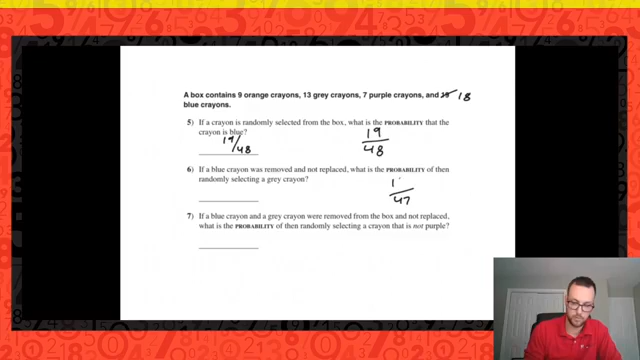 A box contains 9 orange crayons, 13 grey crayons, 7 purple crayons, and 19 18
blue crayons.
5) If a crayon is randomly selected from the box, what is the PROBABILITY that the
crayon is blue?
19/48
19
48
6) If a blue crayon was removed and not replaced, what is the PROBABILITY of then
randomly selecting a grey crayon?
1
47
7) If a blue crayon and a grey crayon were removed from the box and not replaced,
what is the PROBABILITY of then randomly selecting a crayon that is not purple?